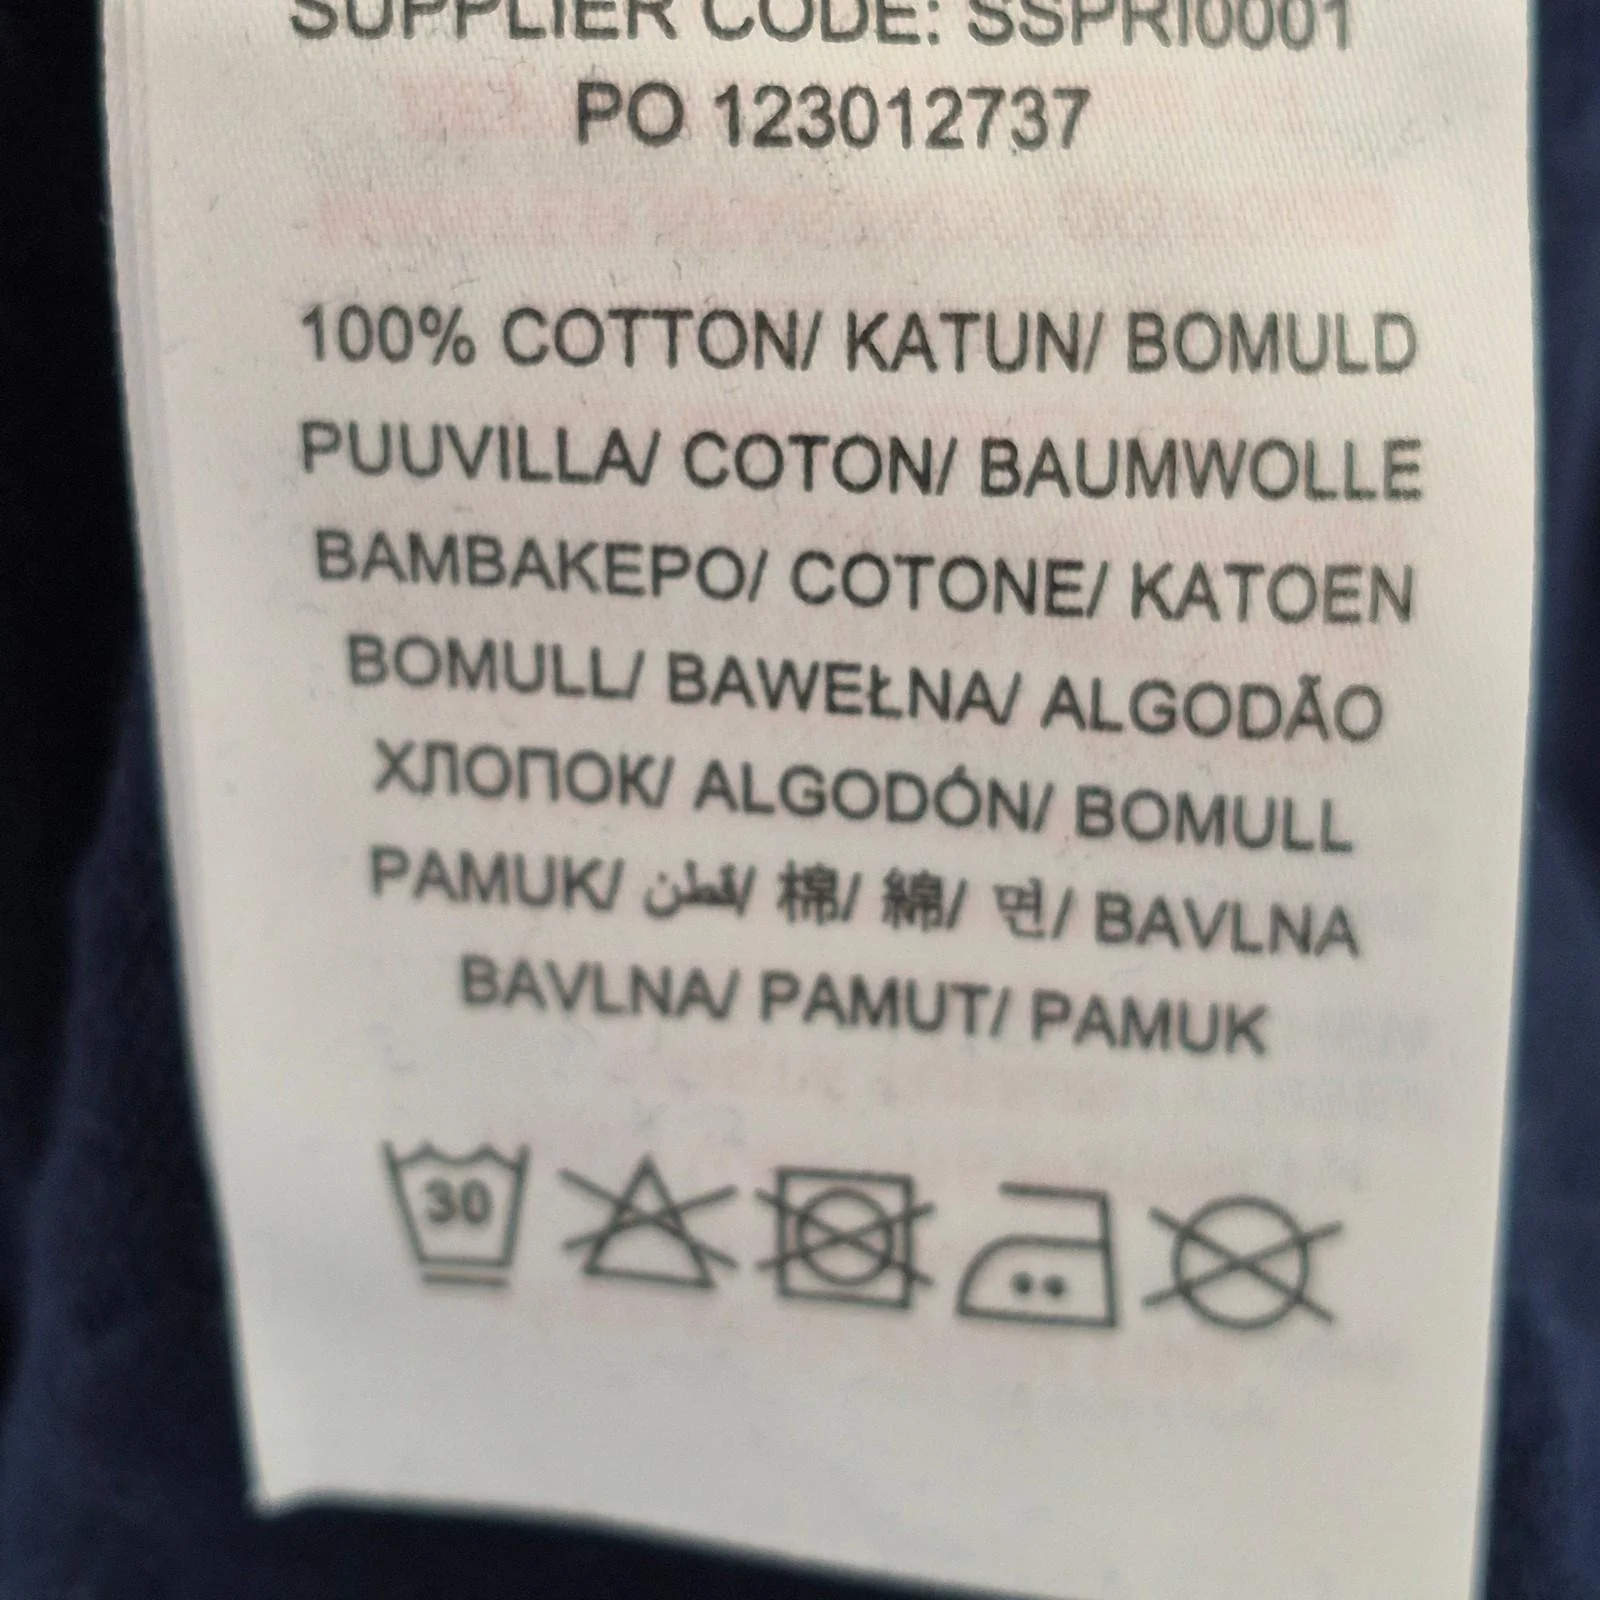 SUPPLIER CODE: SSPRI0001
PO 123012737
100% COTTON/ KATUN/ BOMULD
PUUVILLA/ COTON/ BAUMWOLLE
BAMBAKEPO/ COTONE/ KATOEN
BOMULL/ BAWEŁNA/ ALGODÃO
ХЛОПОК/ ALGODÓN/ BOMULL
PAMUK/ قطن/ 棉/ 綿/ 면/ BAVLNA
BAVLNA/ PAMUT/ PAMUK
30